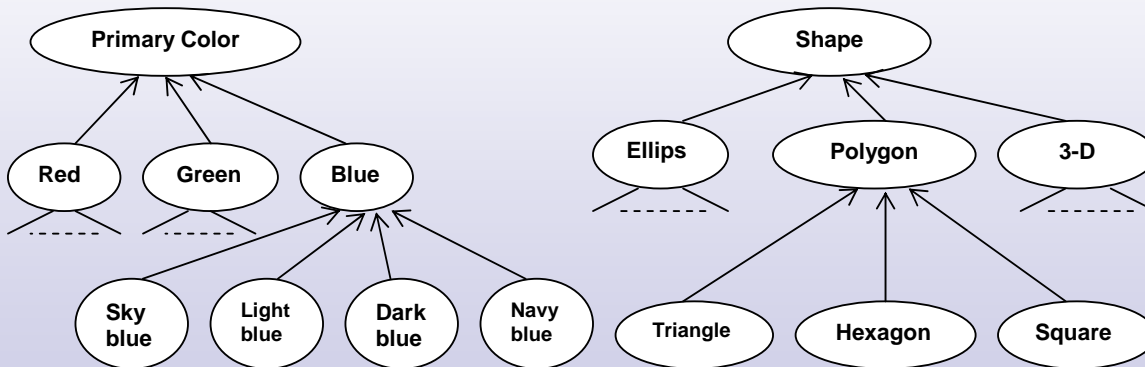 Primary Color
Shape
Red
Green
Blue
Ellips
Polygon
3-D
Sky
blue
Light
blue
Dark
blue
Navy
blue
Triangle
Hexagon
Square